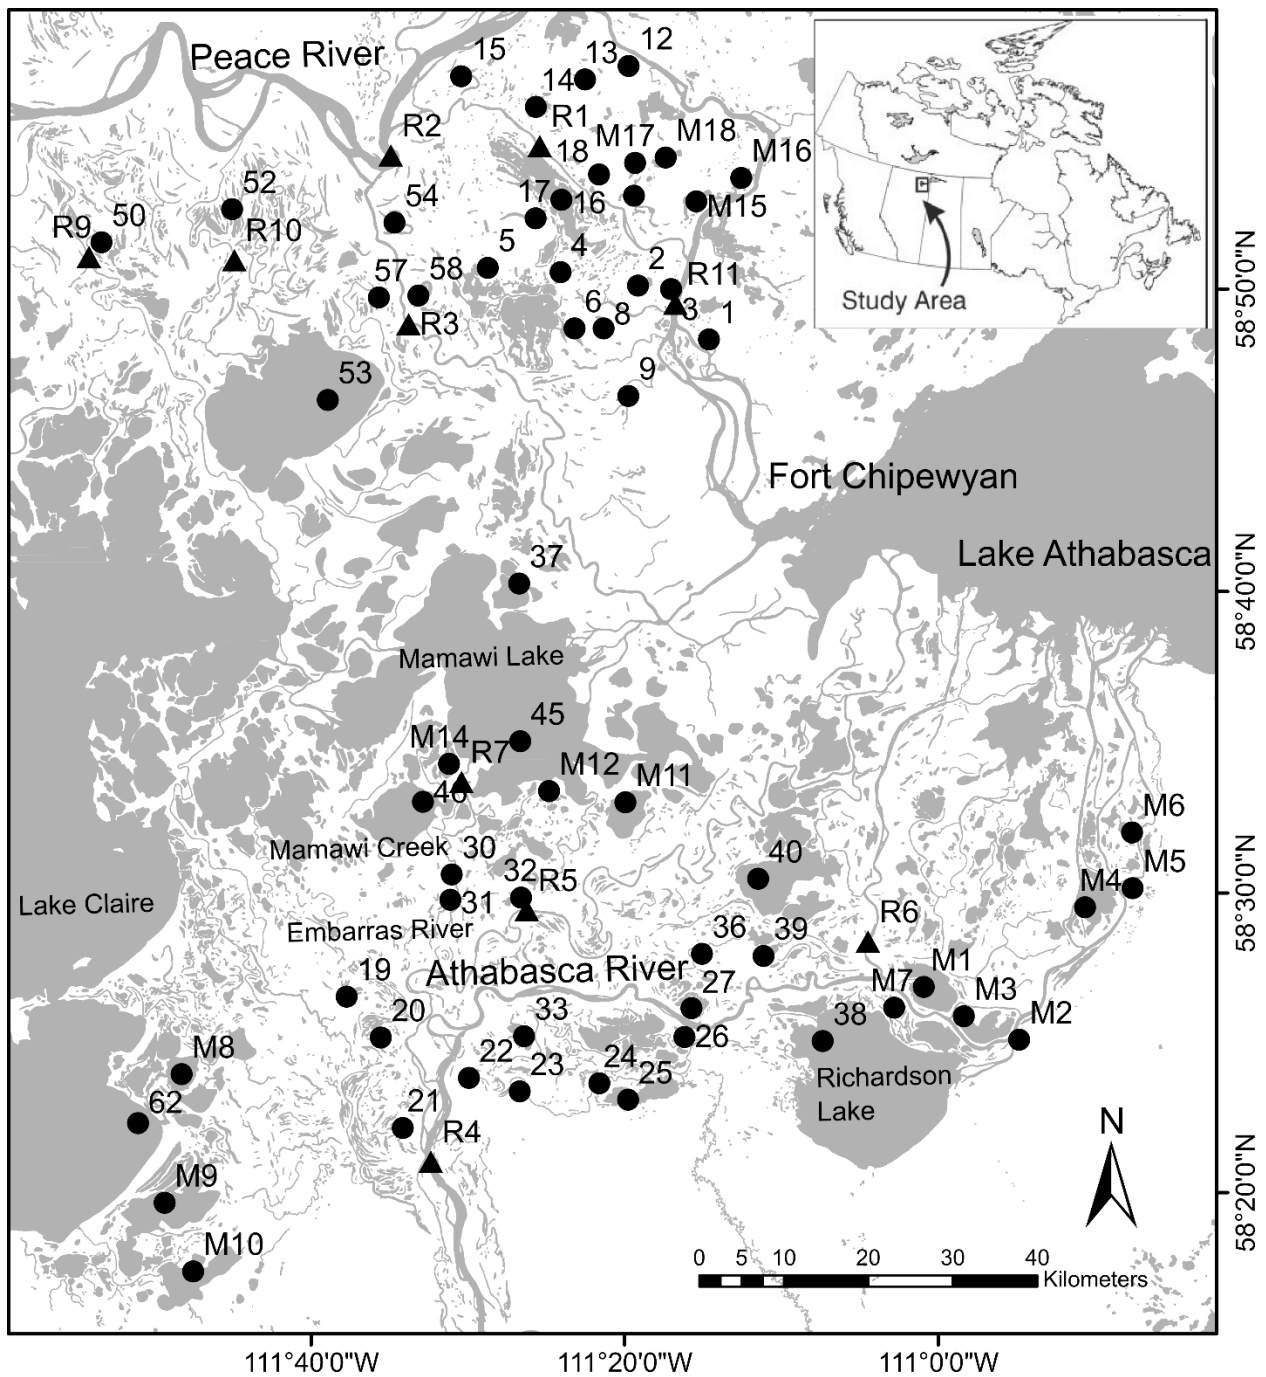 Peace River
15
13
12
14
R1
R2
M17
M18
18
M16
52
54
17
16
M15
R9
50
R10
5
4
2
57
58
R11
6
8
3
1
R3
Study Area
53
9
58°50'0"N
Fort Chipewyan
Lake Athabasca
37
58°40'0"N
Mamawi Lake
45
M14
R7
M12
M11
46
M6
Mamawi Creek
30
40
M5
32
R5
M4
Lake Claire
31
58°30'0"N
Embarras River
R6
36
39
Athabasca River
M1
19
27
M7
M3
20
33
26
38
M2
M8
22
23
24
25
Richardson
Lake
62
21
R4
N
M9
58°20'0"N
M10
0
5
10
20
30
40
Kilometers
111°40'0"W
111°20'0"W
111°0'0"W